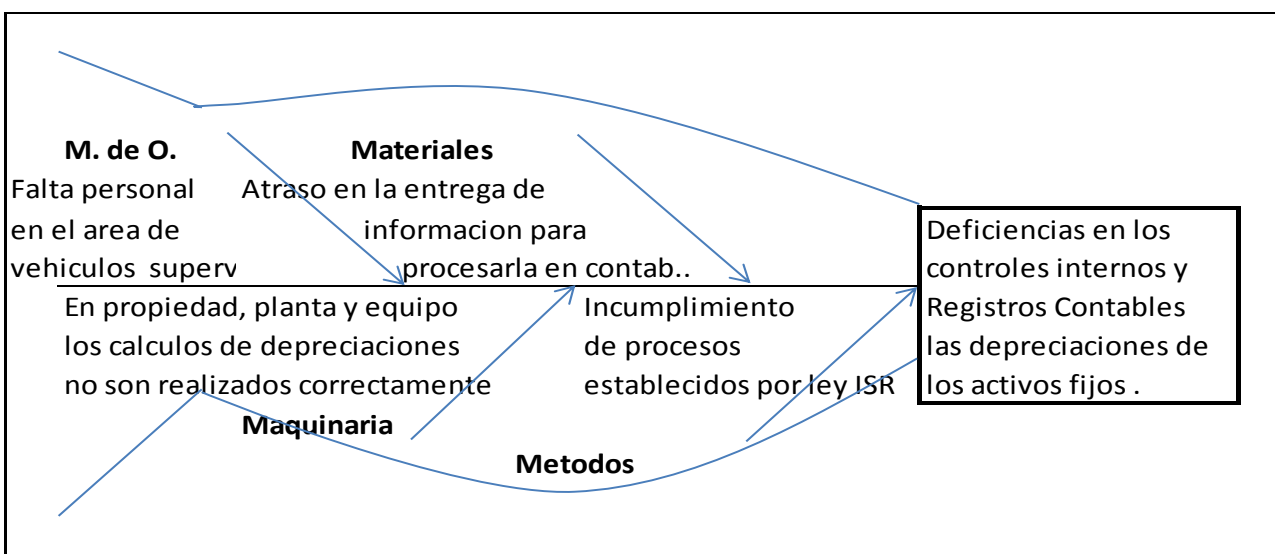 M. de O.
Falta personal
en el area de
vehiculos superv
Materiales
Atraso en la entrega de
informacion para
procesarla en contab..
En propiedad, planta y equipo
los calculos de depreciaciones
no son realizados correctamente
Maquinaria
Incumplimiento
de procesos
establecidos por ley ISR
Metodos
Deficiencias en los
controles internos y
Registros Contables
las depreciaciones de
los activos fijos .